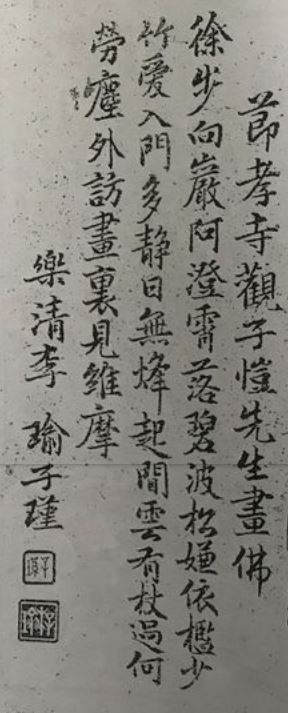 節孝寺觀子愷先生畫佛
徐步向巖阿澄霄落碧波松嫌依檻少
竹愛入門多靜日無烽起閒雲有杖過何
勞塵外訪畫裏見維摩
樂清李瑜子瑾